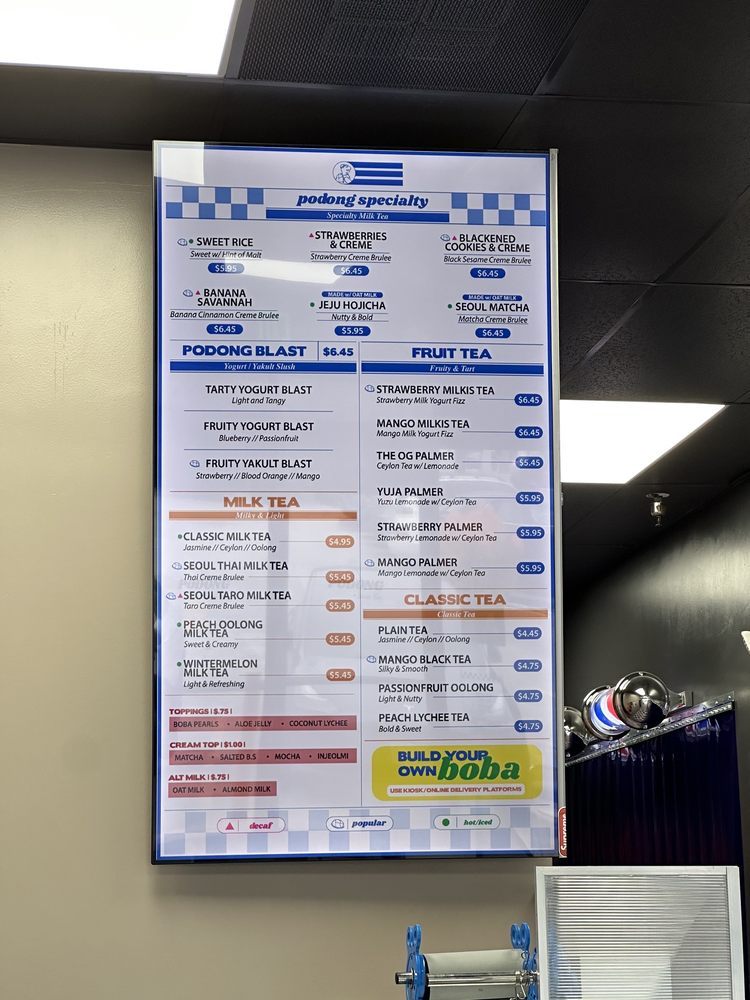 podong specialty
Specialty Milk Tea
SWEET RICE
Sweet w/ Hint of Malt
$5.95
STRAWBERRIES
& CREME
Strawberry Creme Brulee
$6.45
BLACKENED
COOKIES & CREME
Black Sesame Creme Brulee
$6.45
BANANA
SAVANNAH
Banana Cinnamon Creme Brulee
$6.45
MADE w/ OAT MILK
JEJU HOJICHA
Nutty & Bold
$5.95
MADE w/ OAT MILK
SEOUL MATCHA
Matcha Creme Brulee
$6.45
PODONG BLAST $6.45
Yogurt / Yakult Slush
TARTY YOGURT BLAST
Light and Tangy
FRUITY YOGURT BLAST
Blueberry // Passionfruit
FRUITY YAKULT BLAST
Strawberry // Blood Orange // Mango
MILK TEA
Milky & Light
CLASSIC MILK TEA $4.95
Jasmine // Ceylon // Oolong
SEOUL THAI MILK TEA $5.45
Thai Creme Brulee
SEOUL TARO MILK TEA $5.45
Taro Creme Brulee
PEACH OOLONG
MILK TEA $5.45
Sweet & Creamy
WINTERMELON
MILK TEA $5.45
Light & Refreshing
TOPPINGS | $.75 |
BOBA PEARLS • ALOE JELLY • COCONUT LYCHEE
CREAM TOP | $1.00 |
MATCHA • SALTED B.S • MOCHA • INJEOLMI
ALT MILK | $.75 |
OAT MILK • ALMOND MILK
FRUIT TEA
Fruity & Tart
STRAWBERRY MILKIS TEA $6.45
Strawberry Milk Yogurt Fizz
MANGO MILKIS TEA $6.45
Mango Milk Yogurt Fizz
THE OG PALMER $5.45
Ceylon Tea w/ Lemonade
YUJA PALMER $5.95
Yuzu Lemonade w/ Ceylon Tea
STRAWBERRY PALMER $5.95
Strawberry Lemonade w/ Ceylon Tea
MANGO PALMER $5.95
Mango Lemonade w/ Ceylon Tea
CLASSIC TEA
Classic Tea
PLAIN TEA $4.45
Jasmine // Ceylon // Oolong
MANGO BLACK TEA $4.75
Silky & Smooth
PASSIONFRUIT OOLONG $4.75
Light & Nutty
PEACH LYCHEE TEA $4.75
Bold & Sweet
BUILD YOUR
OWN boba
USE KIOSK/ONLINE DELIVERY PLATFORMS
decaf
popular
hot/iced
Supreme